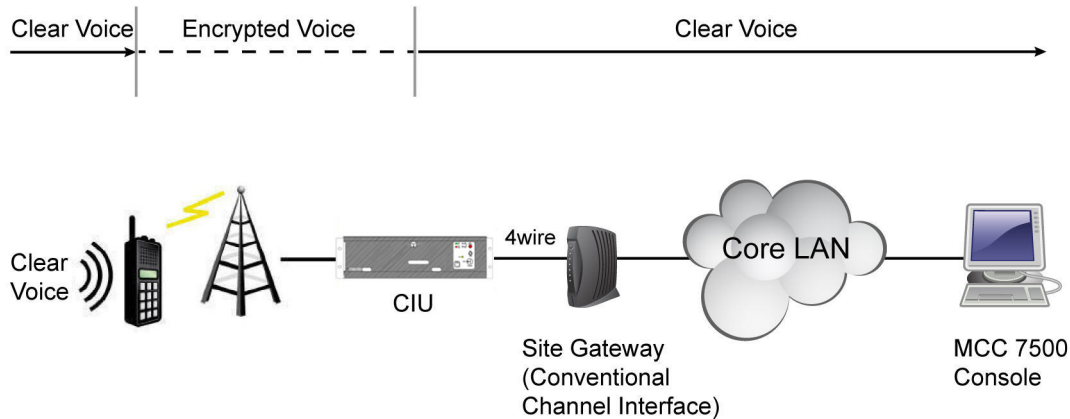 Clear Voice
Encrypted Voice
Clear Voice
Clear
Voice
CIU
4wire
Site Gateway
(Conventional
Channel Interface)
Core LAN
MCC 7500
Console